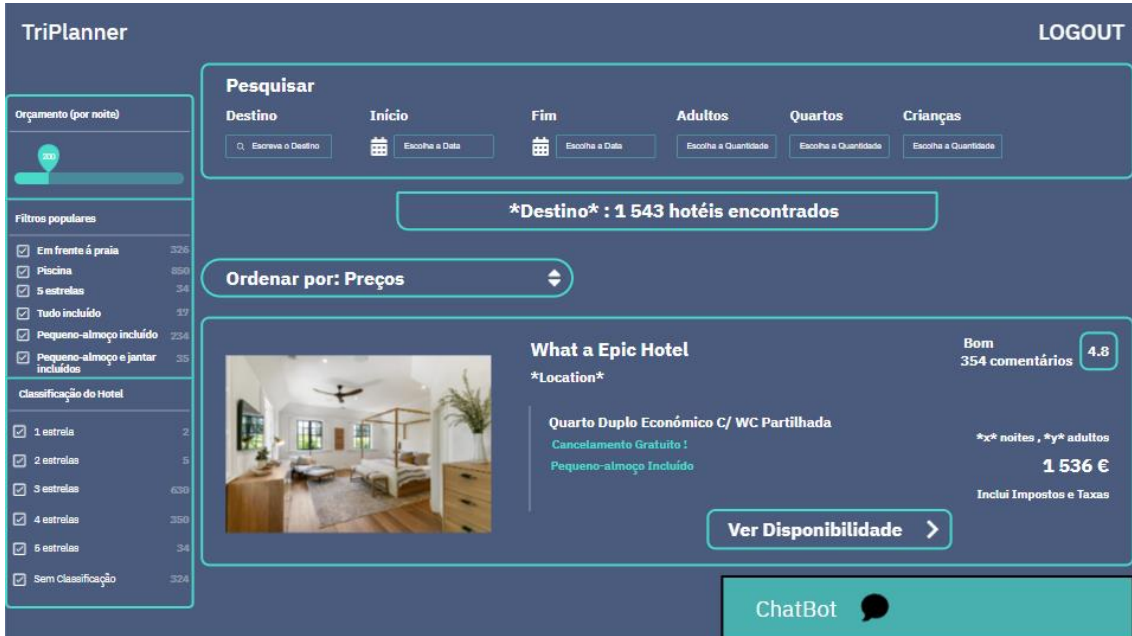 TriPlanner
LOGOUT
Pesquisar
Destino Início Fim Adultos Quartos Crianças
Escreva o Destino Escolha a Data Escolha a Data Escolha a Quantidade Escolha a Quantidade Escolha a Quantidade
Orçamento (por noite)
200
Filtros populares
Em frente á praia 326
Piscina 850
5 estrelas 34
Tudo incluído 17
Pequeno-almoço incluído 234
Pequeno-almoço e jantar 35
incluídos
Classificação do Hotel
1 estrela 2
2 estrelas 5
3 estrelas 630
4 estrelas 350
5 estrelas 34
Sem Classificação 324
*Destino* : 1 543 hotéis encontrados
Ordenar por: Preços
What a Epic Hotel
*Location*
Bom
354 comentários
4.8
Quarto Duplo Económico C/ WC Partilhada
Cancelamento Gratuito !
Pequeno-almoço Incluído
*x* noites , *y* adultos
1 536 €
Inclui Impostos e Taxas
Ver Disponibilidade
ChatBot